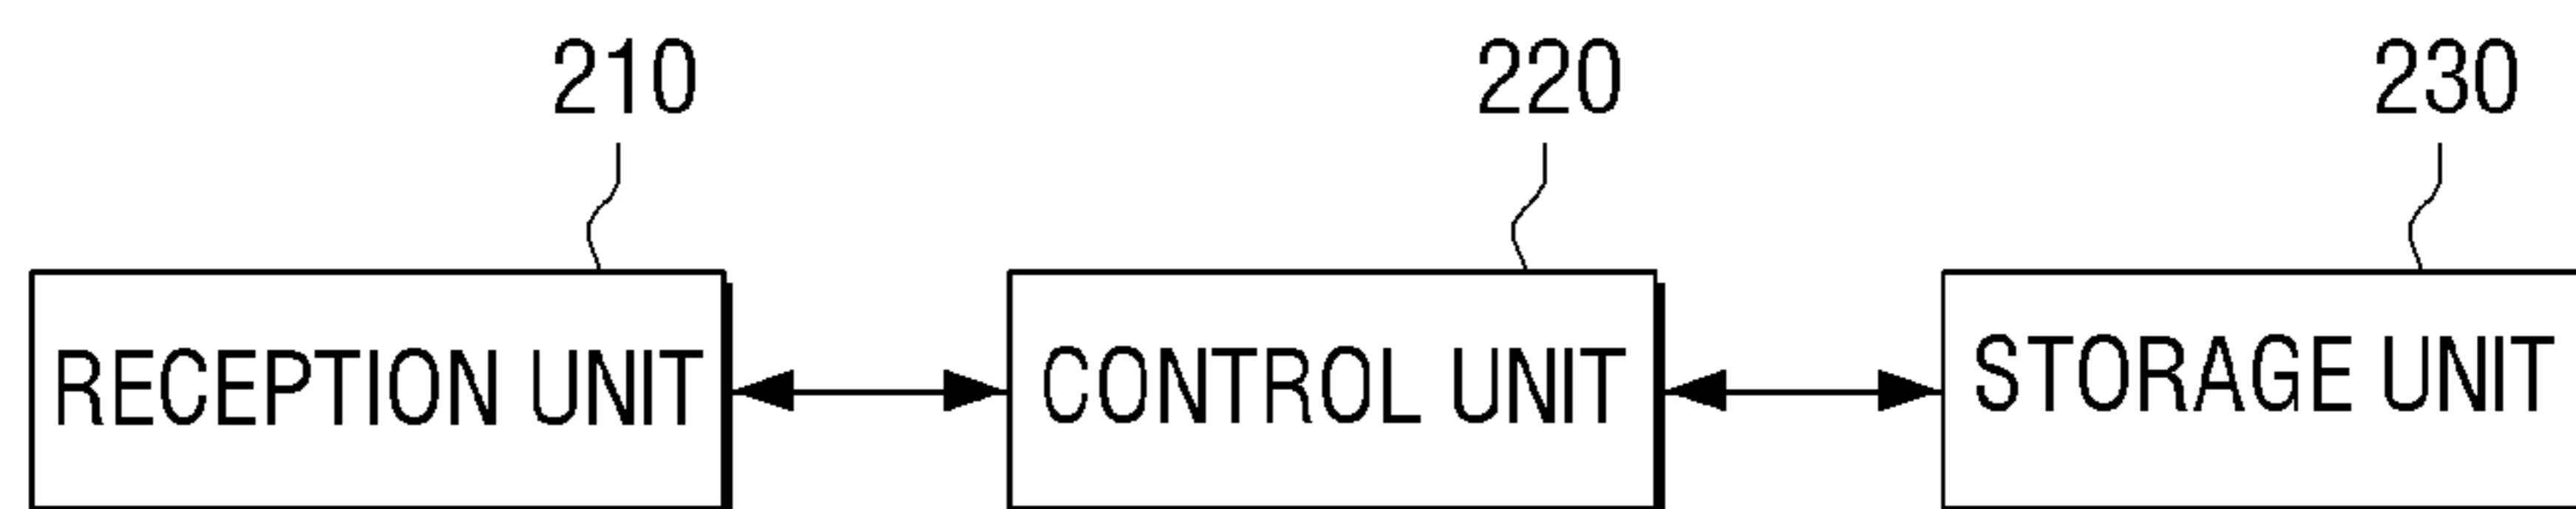 210 220 230
RECEPTION UNIT CONTROL UNIT STORAGE UNIT